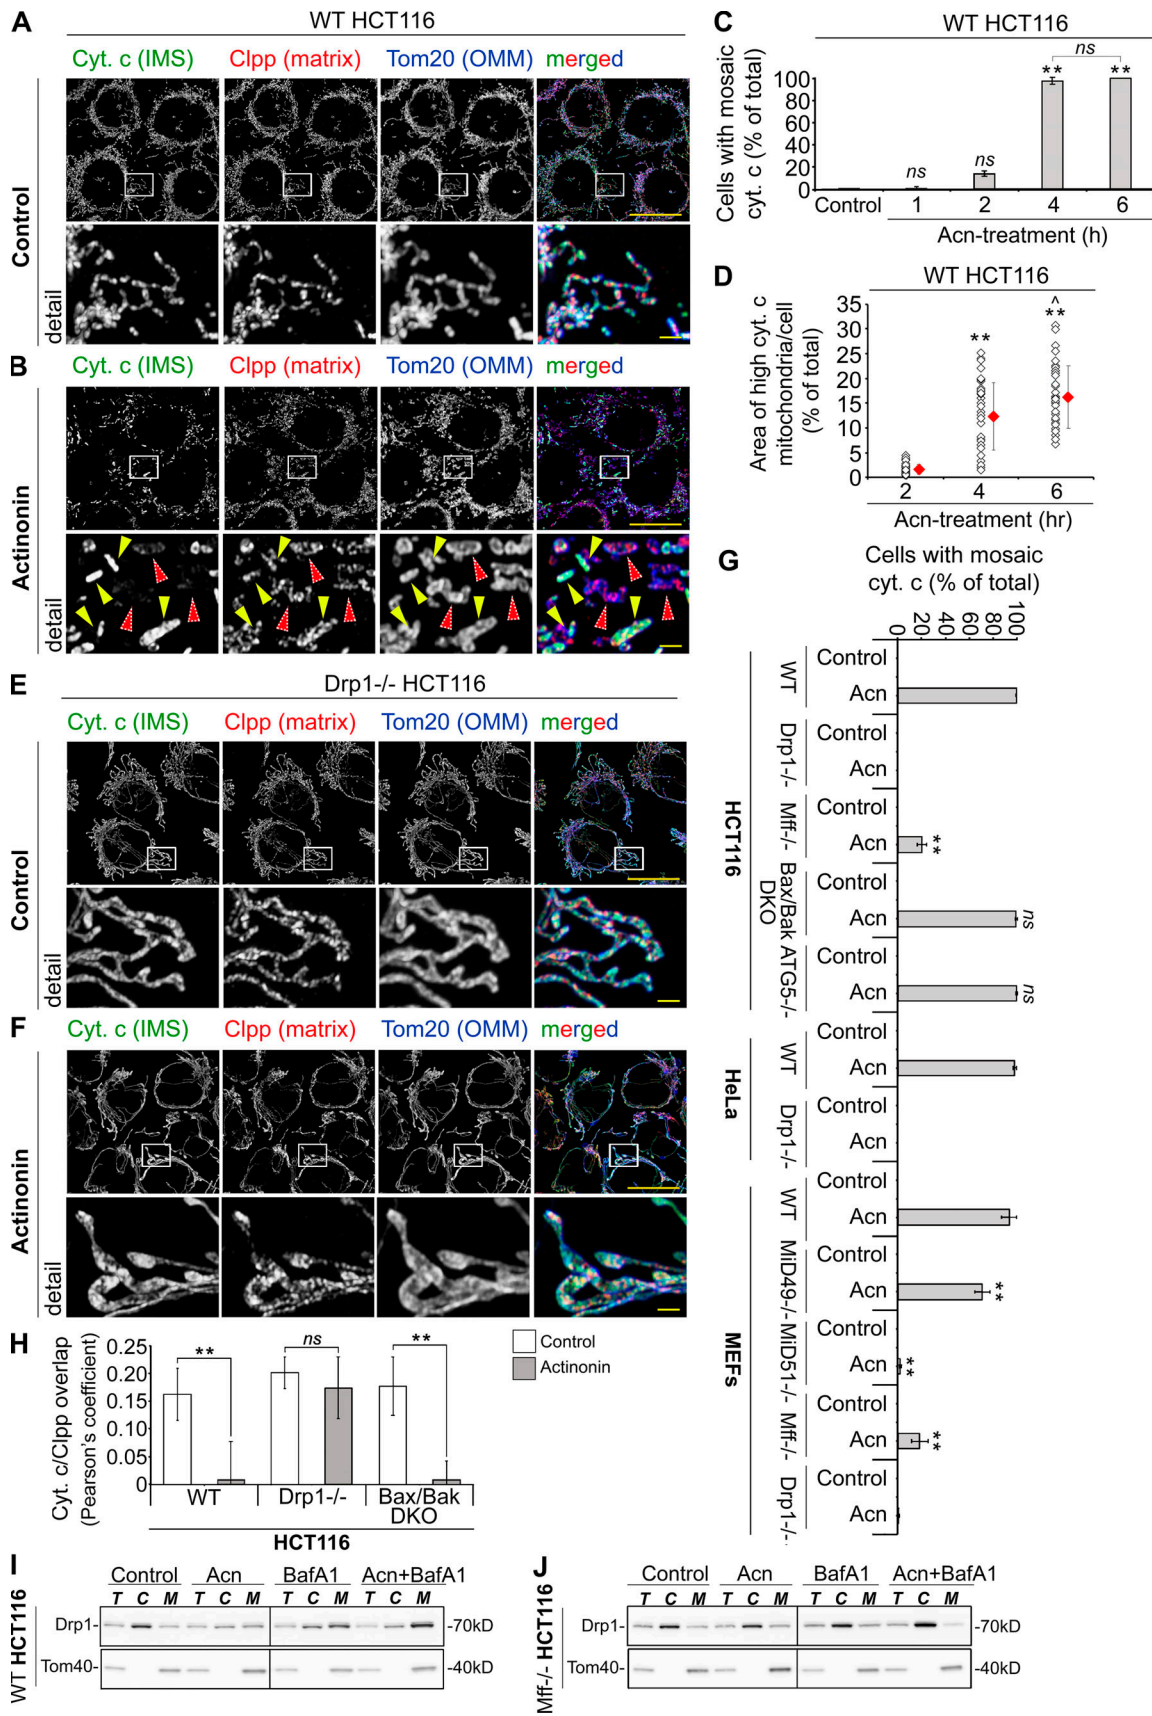 A
WT HCT116
Cyt. c (IMS) Clpp (matrix) Tom20 (OMM) merged
Control
detail
B
Cyt. c (IMS) Clpp (matrix) Tom20 (OMM) merged
Actinonin
detail
E
Drp1-/- HCT116
Cyt. c (IMS) Clpp (matrix) Tom20 (OMM) merged
Control
detail
F
Cyt. c (IMS) Clpp (matrix) Tom20 (OMM) merged
Actinonin
detail
C
WT HCT116
Cells with mosaic
cyt. c (% of total)
100
80
60
40
20
0
ns
ns
**
ns
**
Control 1 2 4 6
Acn-treatment (h)
D
WT HCT116
Area of high cyt. c
mitochondria/cell
(% of total)
35
30
25
20
15
10
5
0
**
^
**
2 4 6
Acn-treatment (hr)
G
Cells with mosaic
cyt. c (% of total)
0 20 40 60 80 100
HCT116
WT
Control
Acn
Drp1-/-
Control
Acn
Mff-/-
Control
Acn
**
Bax/Bak
DKO
Control
Acn
ns
ATG5-/-
Control
Acn
ns
HeLa
WT
Control
Acn
Drp1-/-
Control
Acn
MEFs
WT
Control
Acn
MiD49-/-
Control
Acn
**
MiD51-/-
Control
Acn
**
Mff-/-
Control
Acn
**
Drp1-/-
Control
Acn
H
Cyt. c/Clpp overlap
(Pearson's coefficient)
0.25
0.20
0.15
0.10
0.05
0
**
ns
**
Control
Actinonin
WT Drp1-/- Bax/Bak
DKO
HCT116
I
WT HCT116
Control Acn BafA1 Acn+BafA1
T C M T C M T C M T C M
Drp1- -70kD
Tom40- -40kD
J
Mff-/- HCT116
Control Acn BafA1 Acn+BafA1
T C M T C M T C M T C M
Drp1- -70kD
Tom40- -40kD